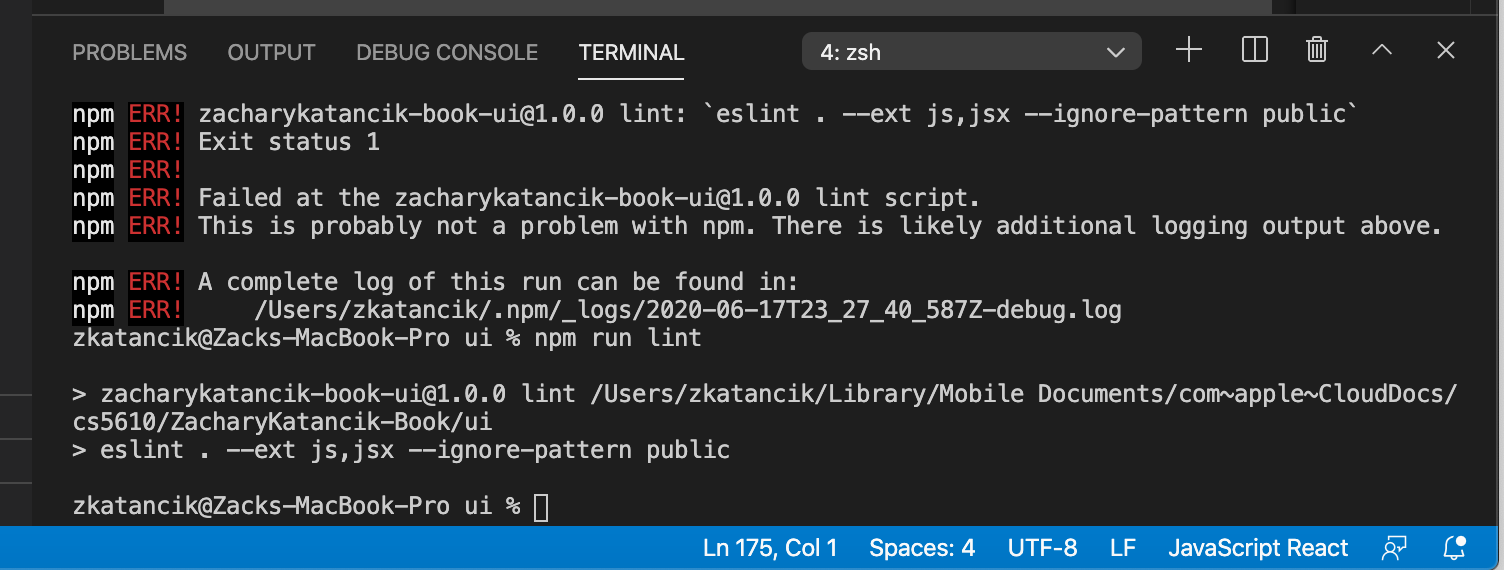 PROBLEMS OUTPUT DEBUG CONSOLE TERMINAL 4: zsh
npm ERR! zacharykatancik-book-ui@1.0.0 lint: `eslint . --ext js,jsx --ignore-pattern public`
npm ERR! Exit status 1
npm ERR!
npm ERR! Failed at the zacharykatancik-book-ui@1.0.0 lint script.
npm ERR! This is probably not a problem with npm. There is likely additional logging output above.
npm ERR! A complete log of this run can be found in:
npm ERR!     /Users/zkatancik/.npm/_logs/2020-06-17T23_27_40_587Z-debug.log
zkatancik@Zacks-MacBook-Pro ui % npm run lint
> zacharykatancik-book-ui@1.0.0 lint /Users/zkatancik/Library/Mobile Documents/com~apple~CloudDocs/
cs5610/ZacharyKatancik-Book/ui
> eslint . --ext js,jsx --ignore-pattern public
zkatancik@Zacks-MacBook-Pro ui %
Ln 175, Col 1 Spaces: 4 UTF-8 LF JavaScript React